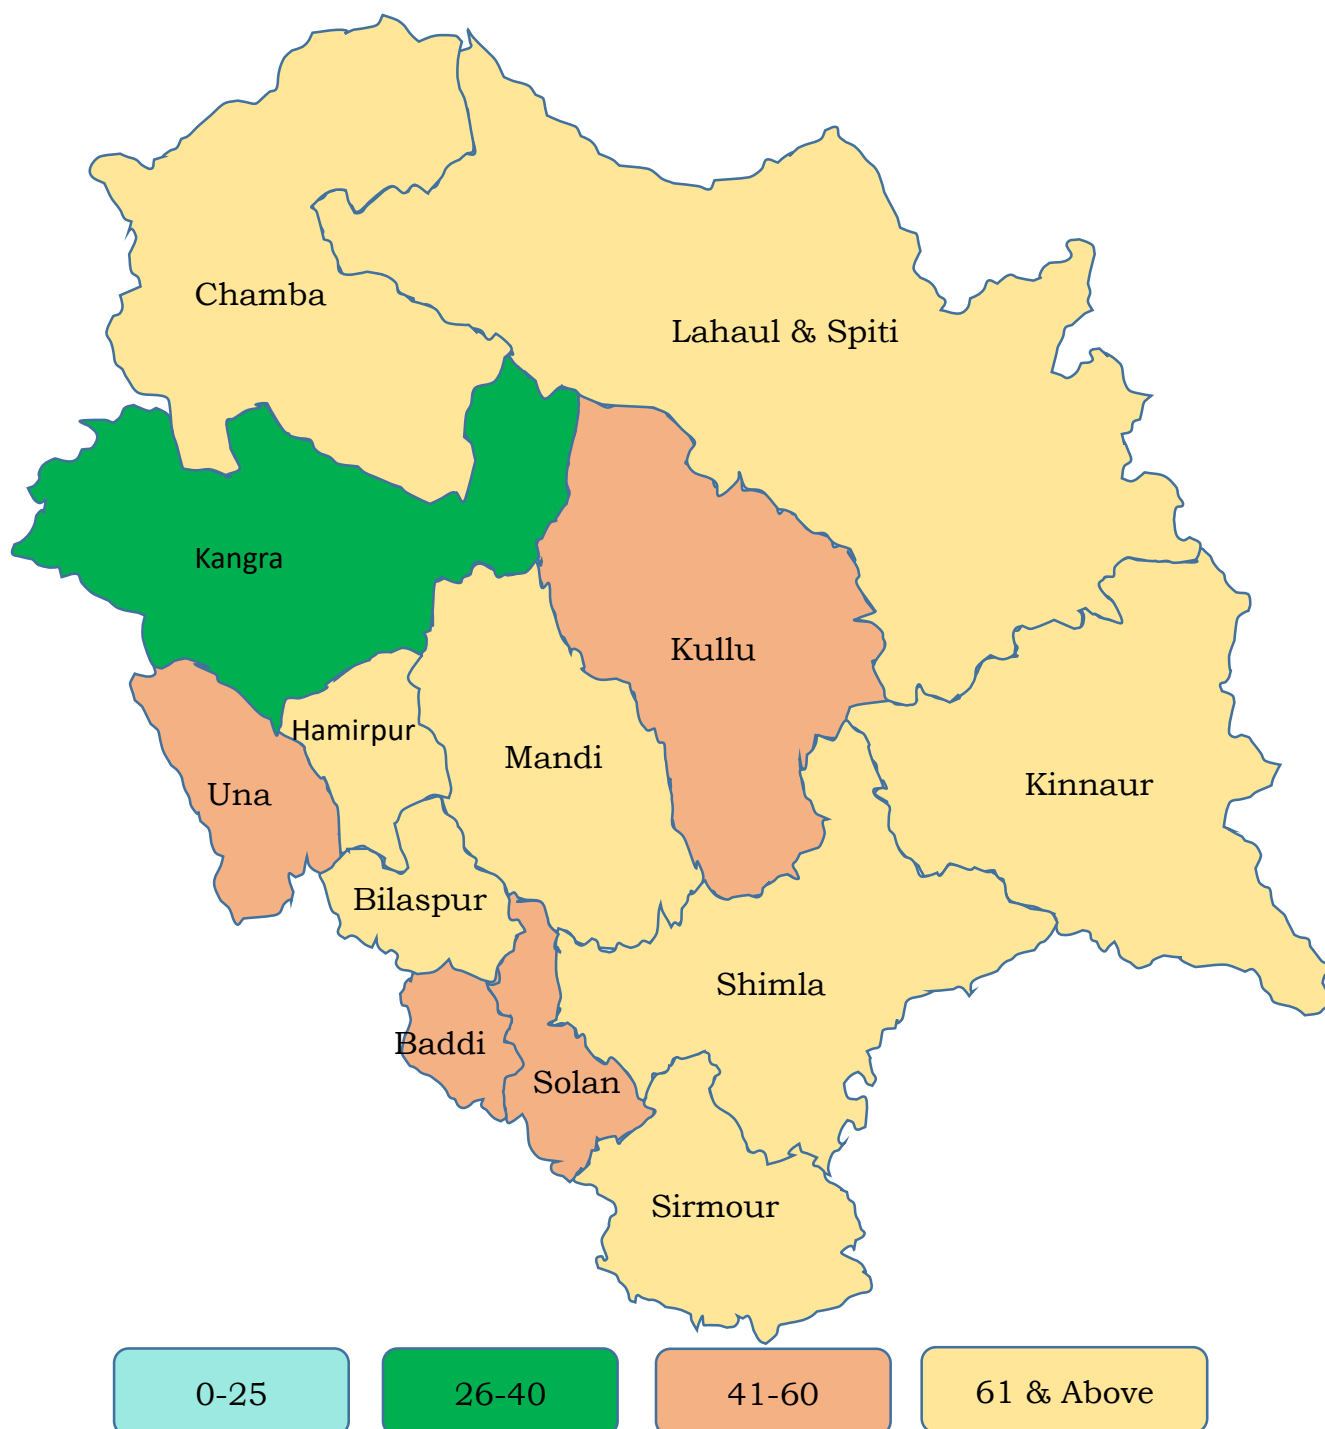 Chamba
Lahaul & Spiti
Kangra
Kullu
Hamirpur
Mandi
Una
Kinnaur
Bilaspur
Shimla
Baddi
Solan
Sirmour
0-25
26-40
41-60
61 & Above